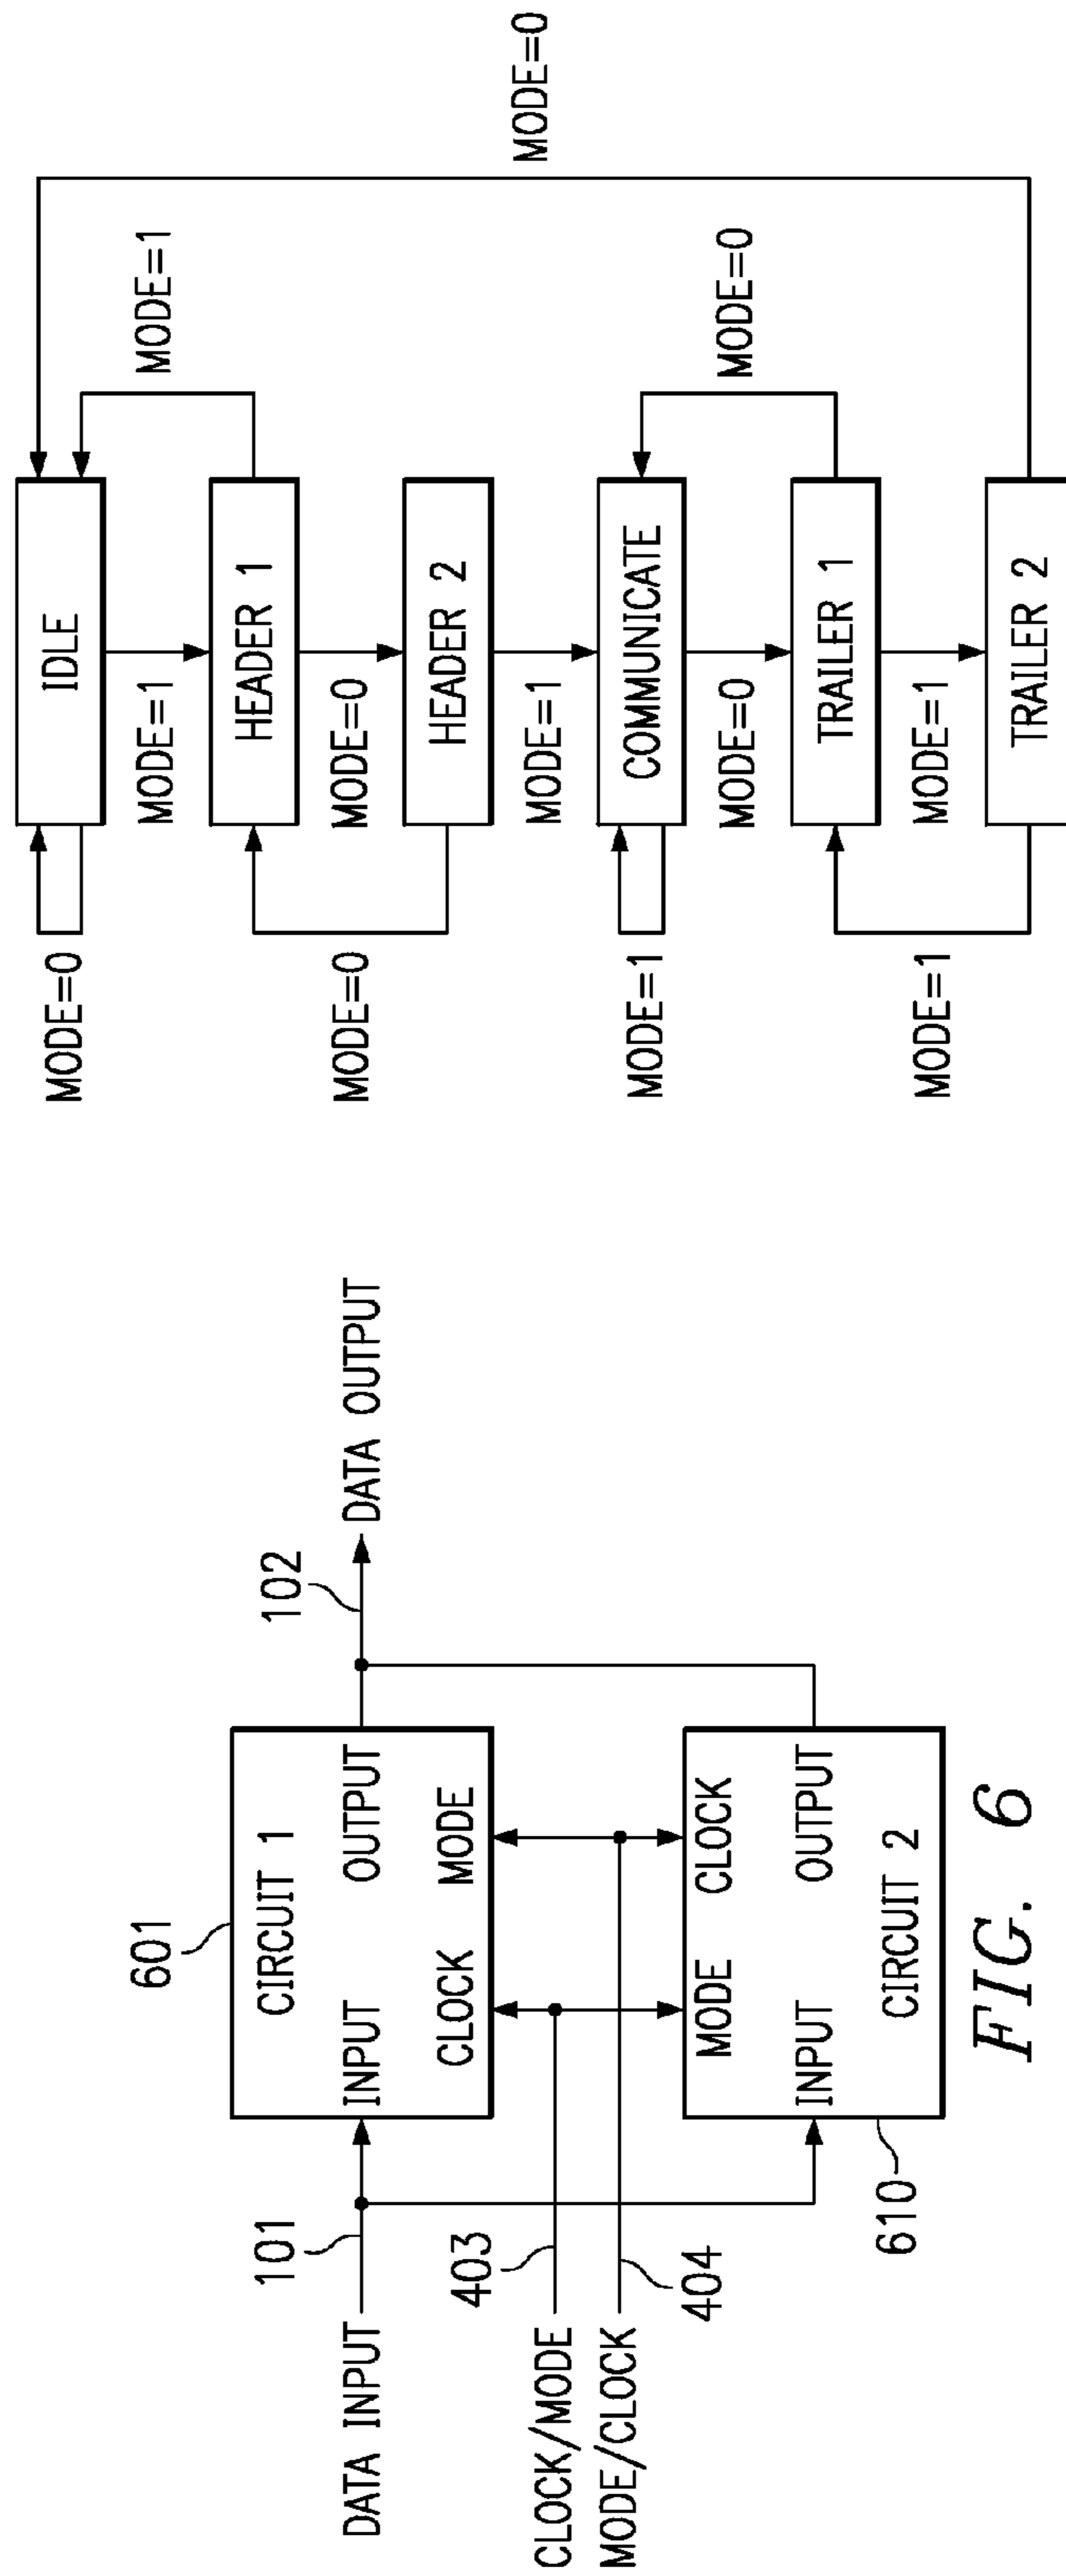 DATA INPUT
101
601
CIRCUIT 1
INPUT
OUTPUT
CLOCK
MODE
102
DATA OUTPUT
CLOCK/MODE
403
MODE/CLOCK
404
MODE
CLOCK
INPUT
OUTPUT
CIRCUIT 2
610
FIG. 6
MODE=0
IDLE
MODE=1
MODE=1
MODE=0
HEADER 1
MODE=0
MODE=0
HEADER 2
MODE=1
MODE=1
COMMUNICATE
MODE=0
MODE=0
TRAILER 1
MODE=1
MODE=1
TRAILER 2